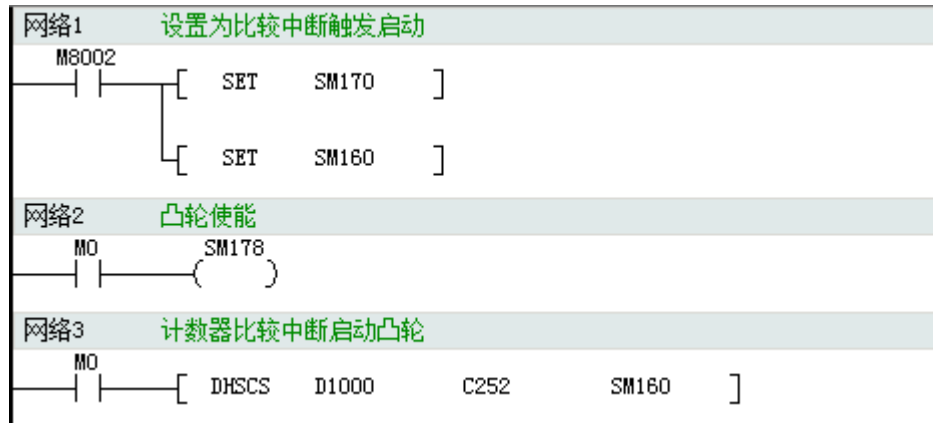 网络1 设置为比较中断触发启动
M8002
[ SET SM170 ]
[ SET SM160 ]
网络2 凸轮使能
M0 SM178
( )
网络3 计数器比较中断启动凸轮
M0
[ DHSCS D1000 C252 SM160 ]